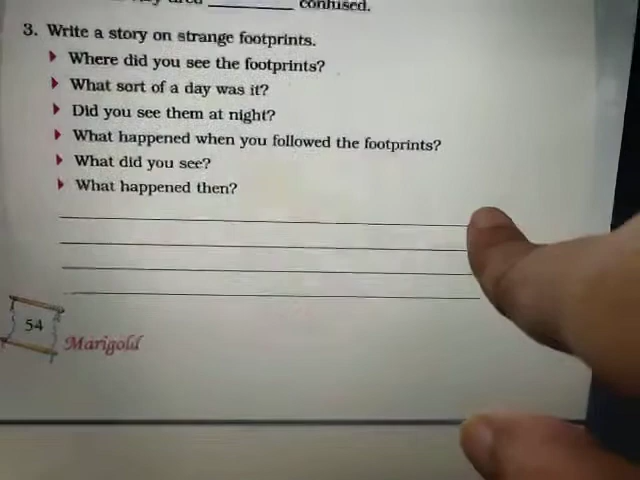 confused.
3. Write a story on strange footprints.
Where did you see the footprints?
What sort of a day was it?
Did you see them at night?
What happened when you followed the footprints?
What did you see?
What happened then?
54
Marigold